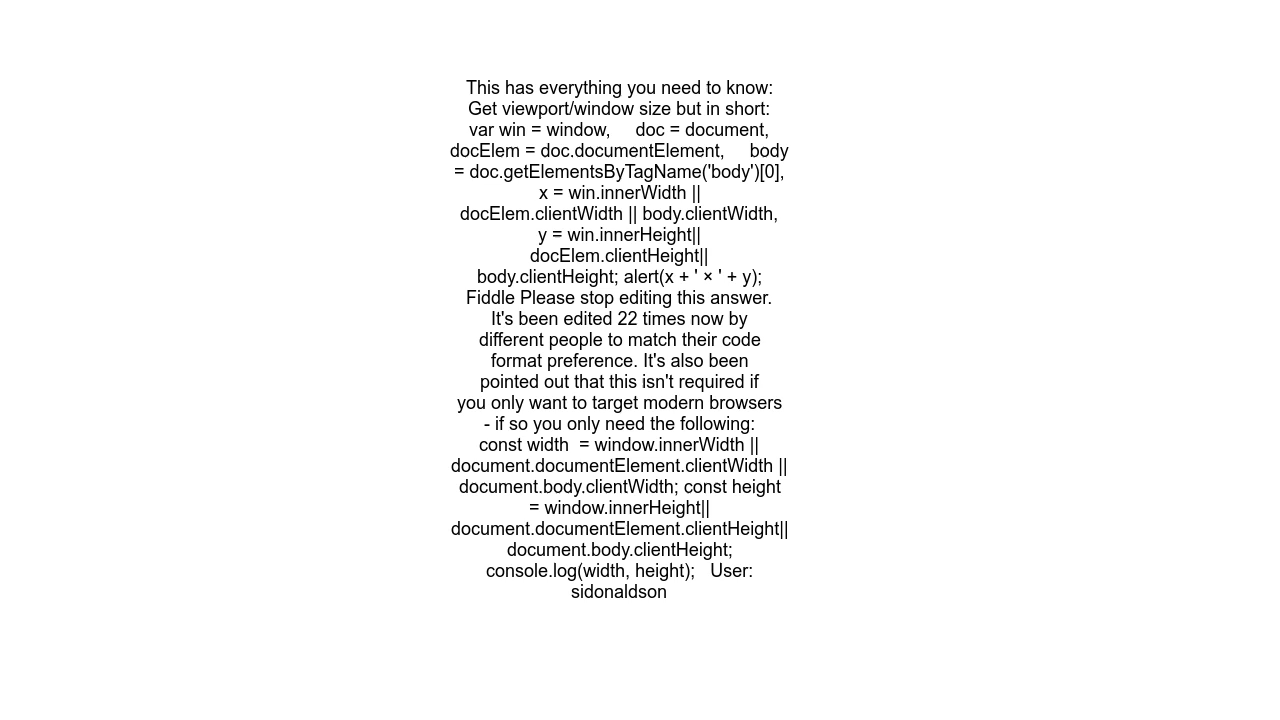 This has everything you need to know:
Get viewport/window size but in short:
var win = window,     doc = document,
docElem = doc.documentElement,     body
= doc.getElementsByTagName('body')[0],
x = win.innerWidth ||
docElem.clientWidth || body.clientWidth,
y = win.innerHeight||
docElem.clientHeight||
body.clientHeight; alert(x + ' × ' + y);
Fiddle Please stop editing this answer.
It's been edited 22 times now by
different people to match their code
format preference. It's also been
pointed out that this isn't required if
you only want to target modern browsers
- if so you only need the following:
const width  = window.innerWidth ||
document.documentElement.clientWidth ||
document.body.clientWidth; const height
= window.innerHeight||
document.documentElement.clientHeight||
document.body.clientHeight;
console.log(width, height);   User:
sidonaldson